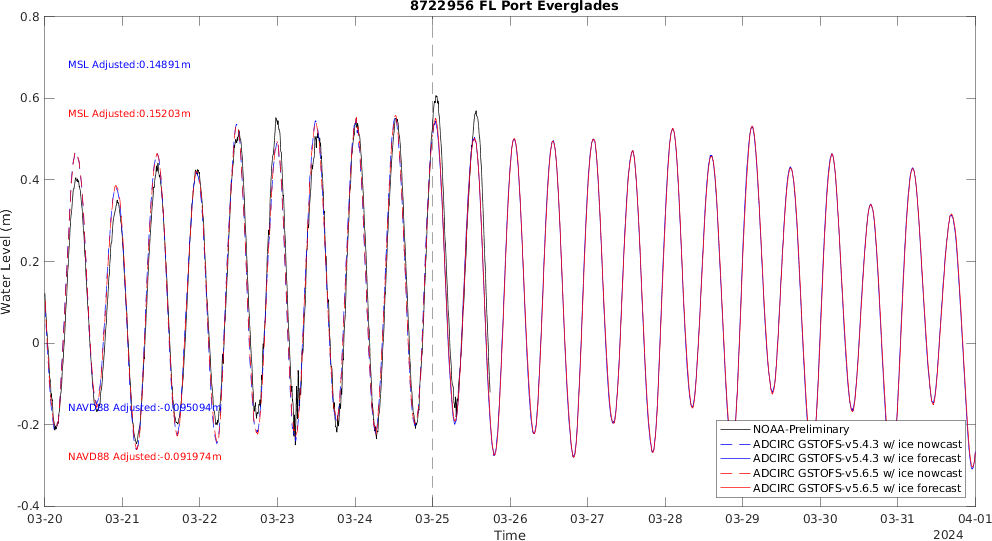 8722956 FL Port Everglades
0.8
0.6
0.4
0.2
0
-0.2
-0.4
Water Level (m)
MSL Adjusted:0.14891m
MSL Adjusted:0.15203m
NAVD88 Adjusted:-0.095094m
NAVD88 Adjusted:-0.091974m
NOAA-Preliminary
ADCIRC GSTOFS-v5.4.3 w/ ice nowcast
ADCIRC GSTOFS-v5.4.3 w/ ice forecast
ADCIRC GSTOFS-v5.6.5 w/ ice nowcast
ADCIRC GSTOFS-v5.6.5 w/ ice forecast
03-20 03-21 03-22 03-23 03-24 03-25 03-26 03-27 03-28 03-29 03-30 03-31 04-01
Time
2024